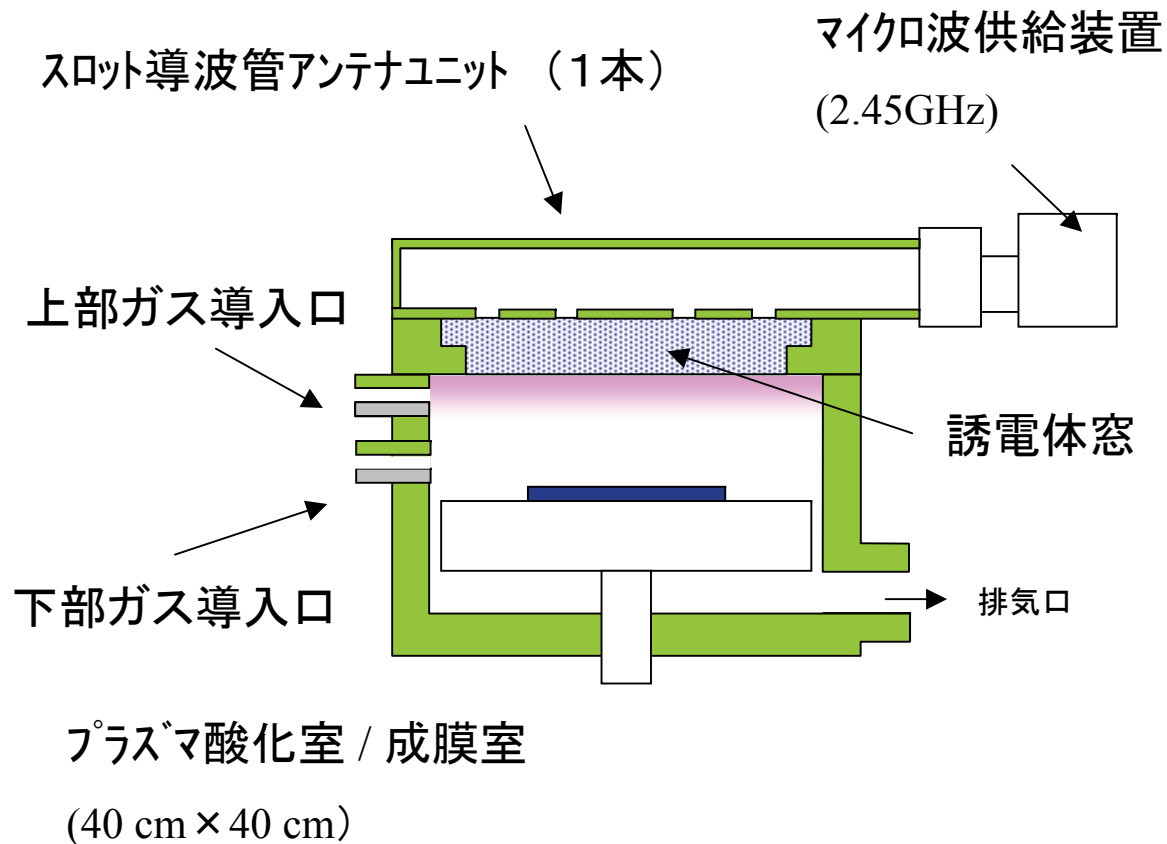 マイクロ波供給装置
(2.45GHz)
スロット導波管アンテナユニット （１本）
上部ガス導入口
誘電体窓
下部ガス導入口
排気口
プラズマ酸化室 / 成膜室
(40 cm×40 cm）